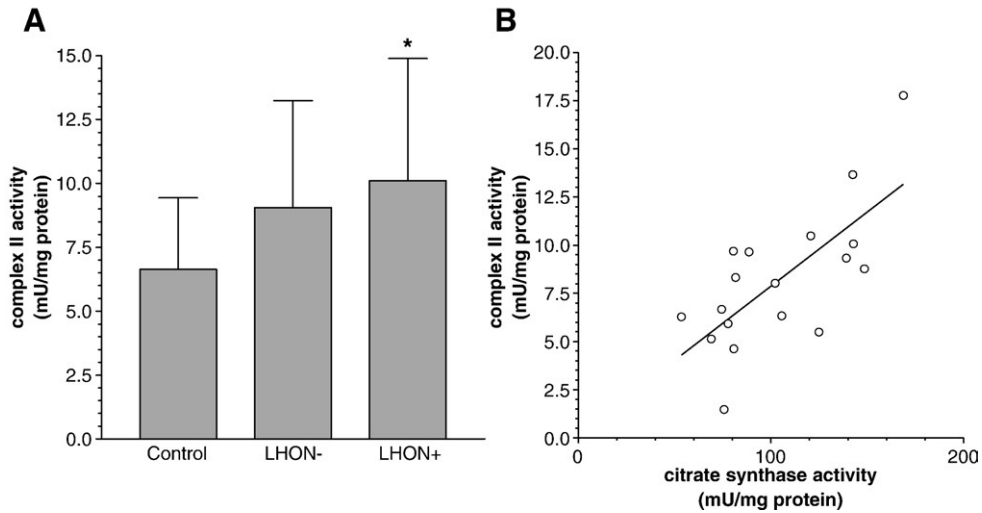 A
15.0
12.5
10.0
7.5
5.0
2.5
0.0
complex II activity
(mU/mg protein)
*
Control
LHON-
LHON+
B
20.0
17.5
15.0
12.5
10.0
7.5
5.0
2.5
0.0
complex II activity
(mU/mg protein)
0
100
200
citrate synthase activity
(mU/mg protein)